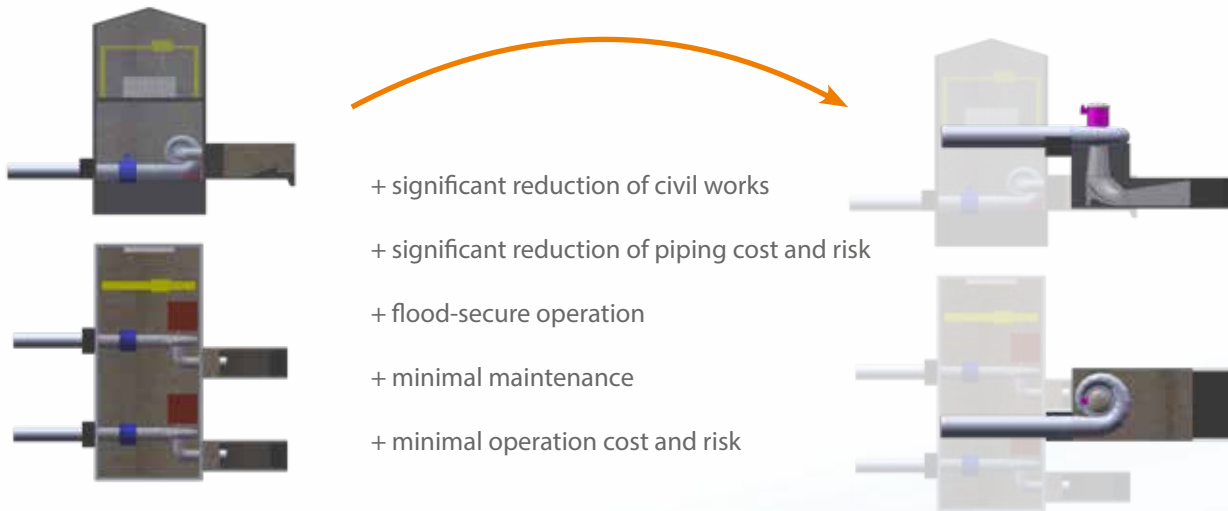 + significant reduction of civil works
+ significant reduction of piping cost and risk
+ flood-secure operation
+ minimal maintenance
+ minimal operation cost and risk